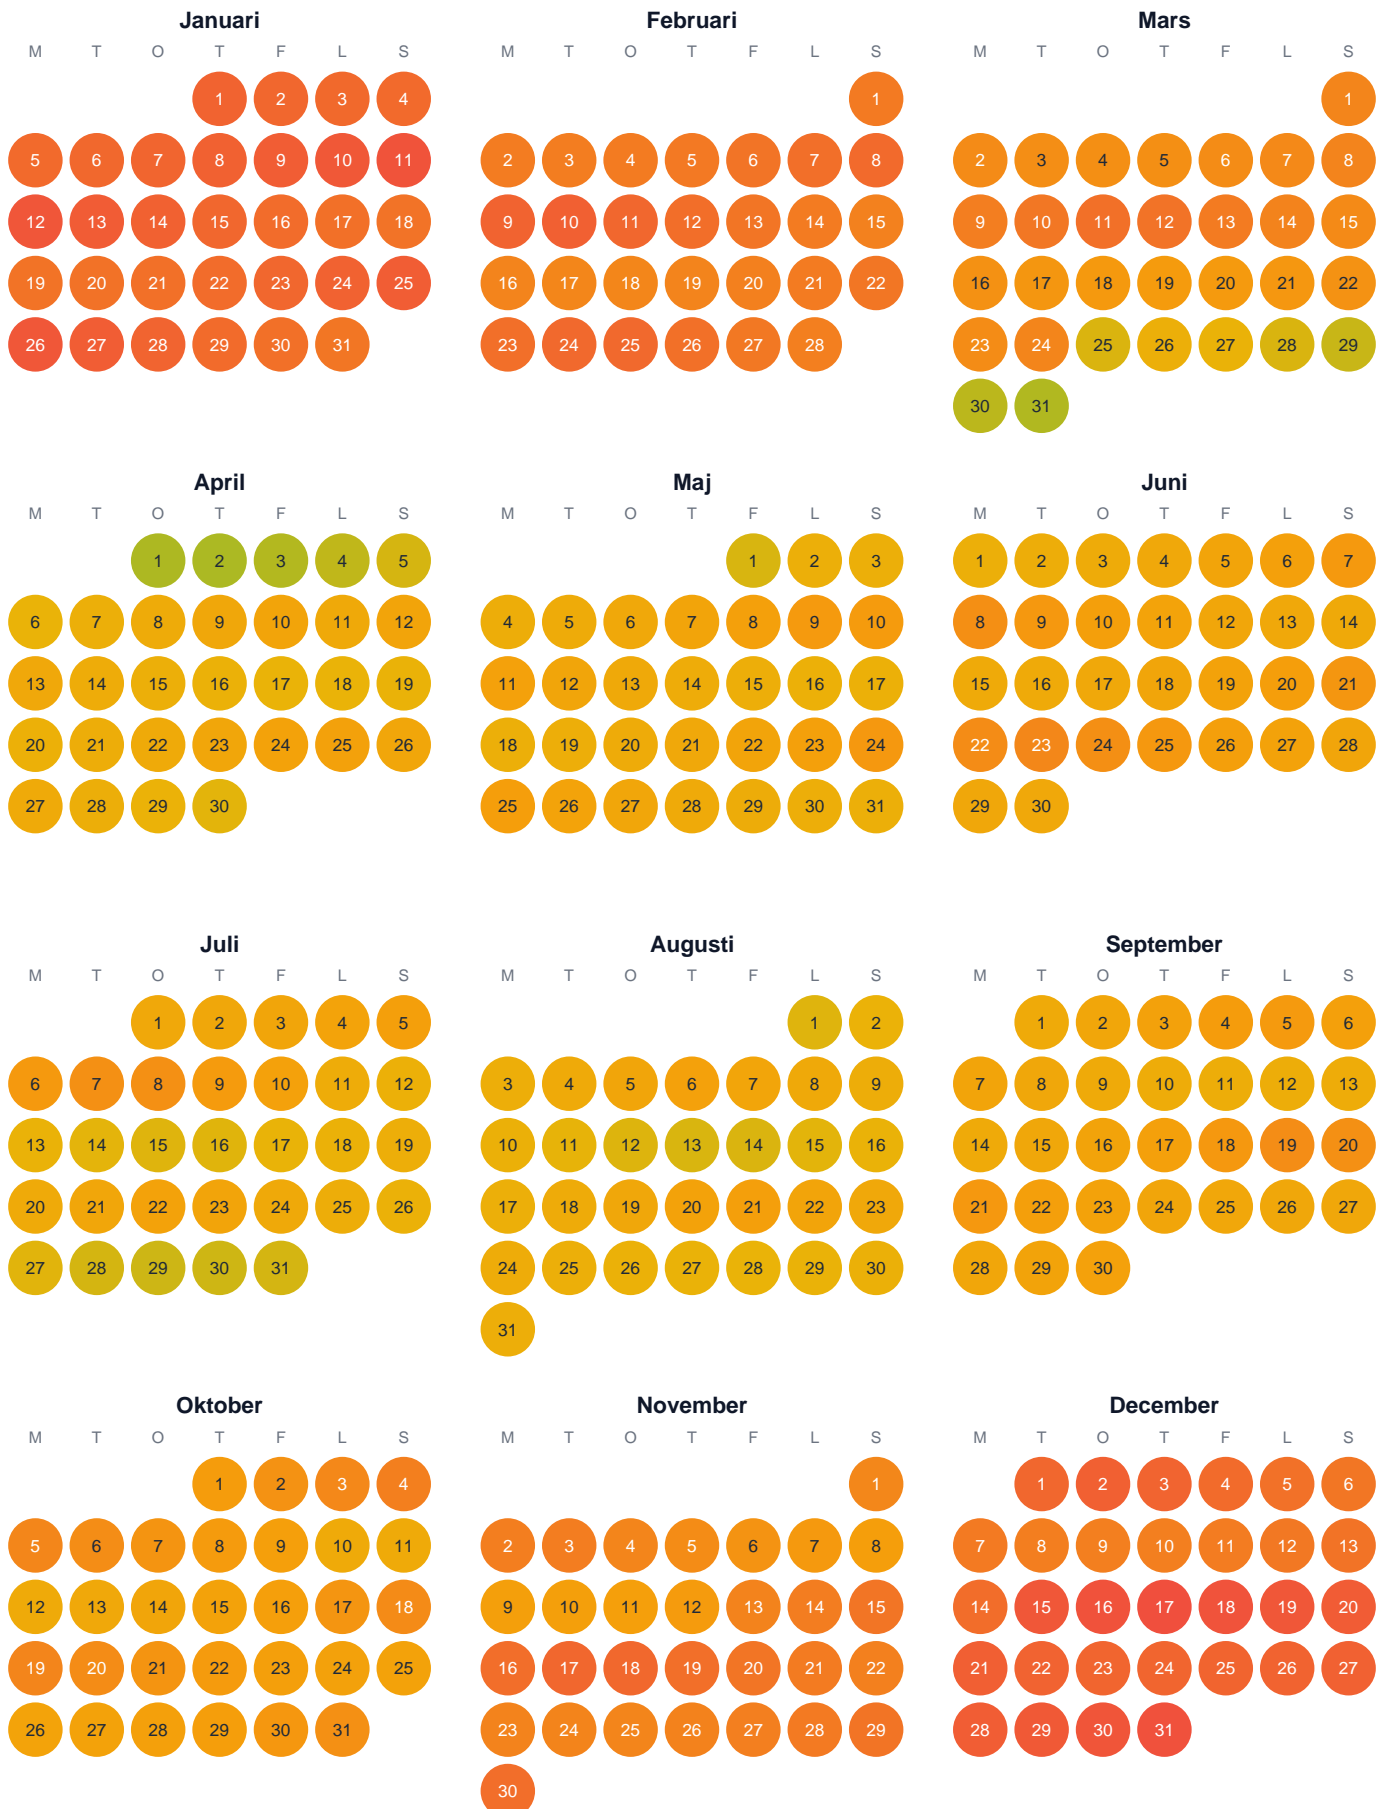 Januari Februari Mars
M T O T F L S M T O T F L S M T O T F L S
1 2 3 4 1 1
5 6 7 8 9 10 11 2 3 4 5 6 7 8 2 3 4 5 6 7 8
12 13 14 15 16 17 18 9 10 11 12 13 14 15 9 10 11 12 13 14 15
19 20 21 22 23 24 25 16 17 18 19 20 21 22 16 17 18 19 20 21 22
26 27 28 29 30 31 23 24 25 26 27 28 23 24 25 26 27 28 29
30 31
April Maj Juni
M T O T F L S M T O T F L S M T O T F L S
1 2 3 4 5 1 2 3 1 2 3 4 5 6 7
6 7 8 9 10 11 12 4 5 6 7 8 9 10 8 9 10 11 12 13 14
13 14 15 16 17 18 19 11 12 13 14 15 16 17 15 16 17 18 19 20 21
20 21 22 23 24 25 26 18 19 20 21 22 23 24 22 23 24 25 26 27 28
27 28 29 30 25 26 27 28 29 30 31 29 30
Juli Augusti September
M T O T F L S M T O T F L S M T O T F L S
1 2 3 4 5 1 2 1 2 3 4 5 6
6 7 8 9 10 11 12 3 4 5 6 7 8 9 7 8 9 10 11 12 13
13 14 15 16 17 18 19 10 11 12 13 14 15 16 14 15 16 17 18 19 20
20 21 22 23 24 25 26 17 18 19 20 21 22 23 21 22 23 24 25 26 27
27 28 29 30 31 24 25 26 27 28 29 30 28 29 30
31
Oktober November December
M T O T F L S M T O T F L S M T O T F L S
1 2 3 4 1 1 2 3 4 5 6
5 6 7 8 9 10 11 2 3 4 5 6 7 8 7 8 9 10 11 12 13
12 13 14 15 16 17 18 9 10 11 12 13 14 15 14 15 16 17 18 19 20
19 20 21 22 23 24 25 16 17 18 19 20 21 22 21 22 23 24 25 26 27
26 27 28 29 30 31 23 24 25 26 27 28 29 28 29 30 31
30